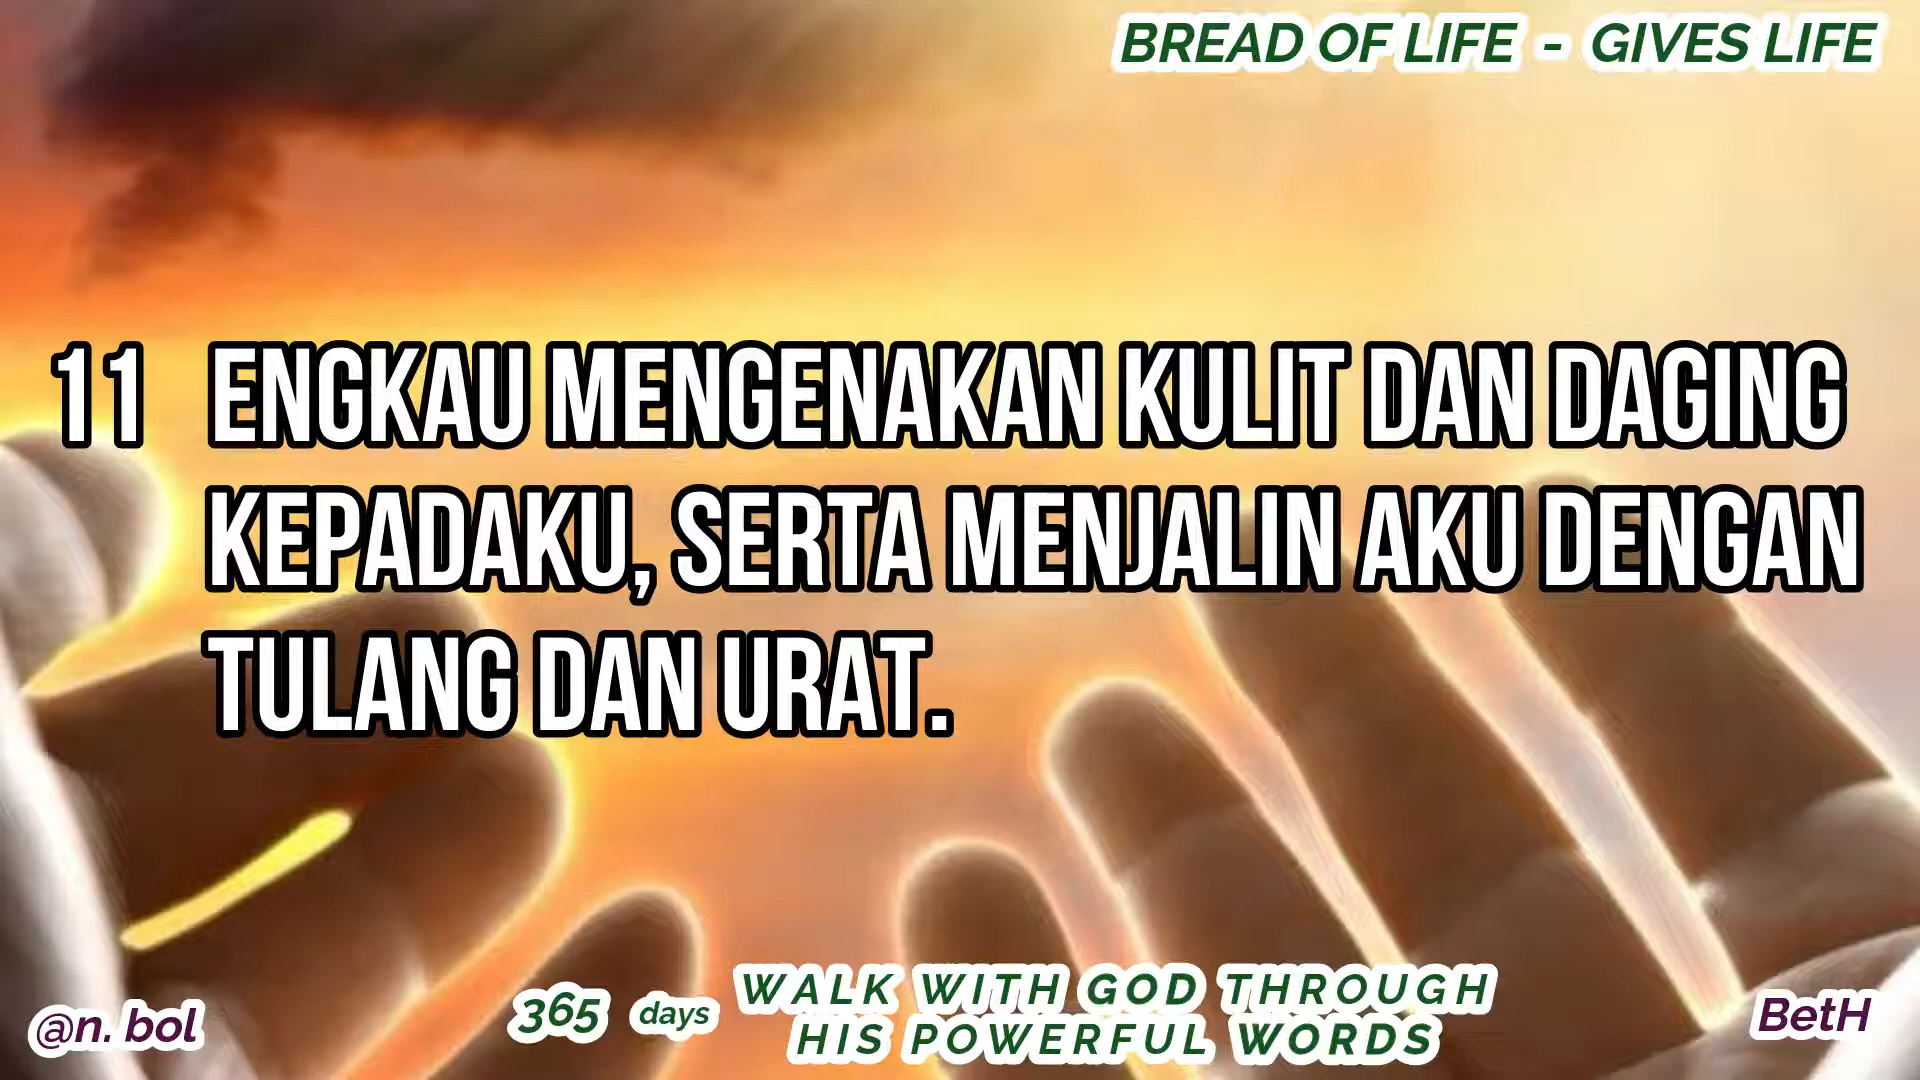 BREAD OF LIFE - GIVES LIFE
11 ENGKAU MENGENAKAN KULIT DAN DAGING
KEPADAKU, SERTA MENJALIN AKU DENGAN
TULANG DAN URAT.
@n. bol
365 days
WALK WITH GOD THROUGH
HIS POWERFUL WORDS
BetH